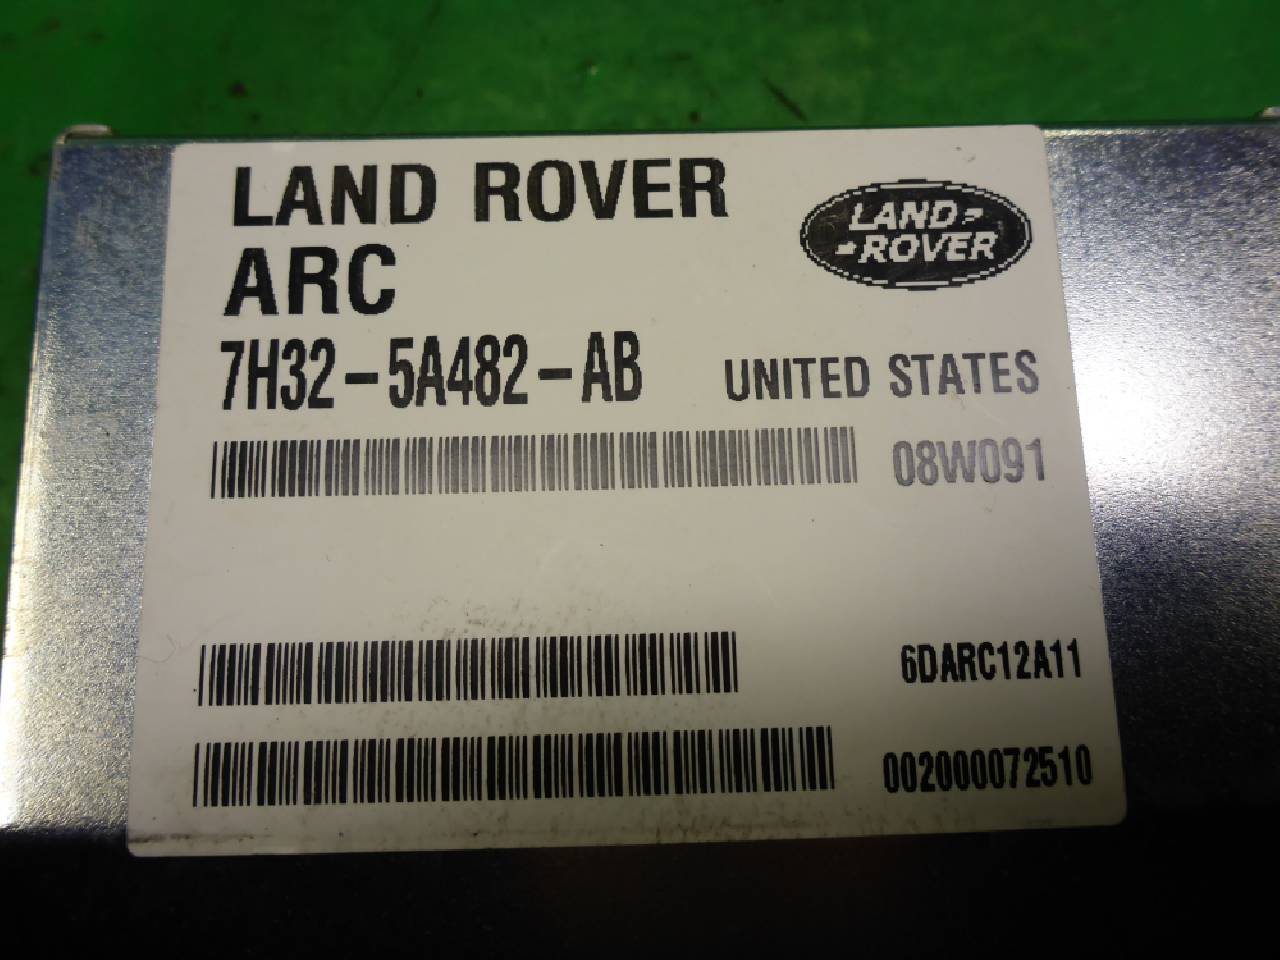 LAND ROVER
LAND
ROVER
ARC
7H32-5A482-AB
UNITED STATES
08W091
6DARC12A11
002000072510